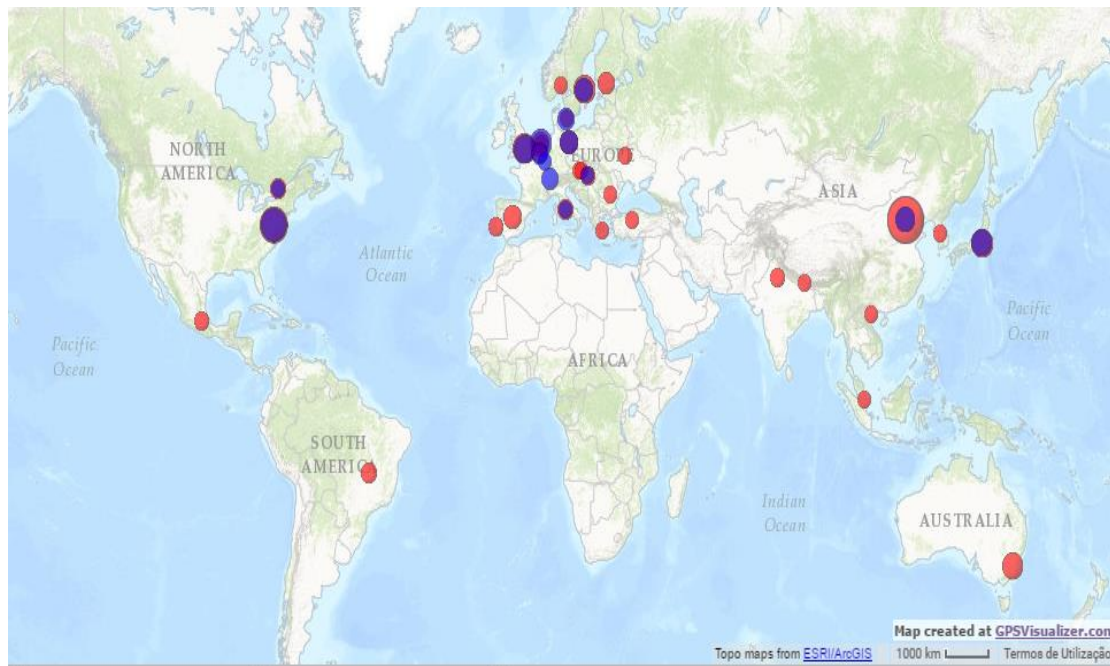 NORTH
AMERICA
EUROPE
ASIA
Atlantic
Ocean
Pacific
Ocean
Pacific
Ocean
AFRICA
SOUTH
AMERICA
Indian
Ocean
AUSTRALIA
Map created at GPSVisualizer.com
Topo maps from ESRI/ArcGIS 1000 km Termos de Utilização